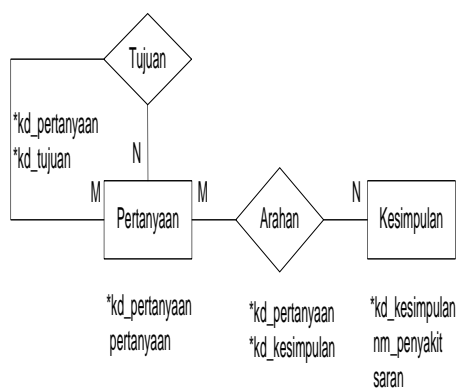 Tujuan
*kd_pertanyaan
*kd_tujuan
N
M
M
N
Pertanyaan
Arahan
Kesimpulan
*kd_pertanyaan
pertanyaan
*kd_pertanyaan
*kd_kesimpulan
*kd_kesimpulan
nm_penyakit
saran